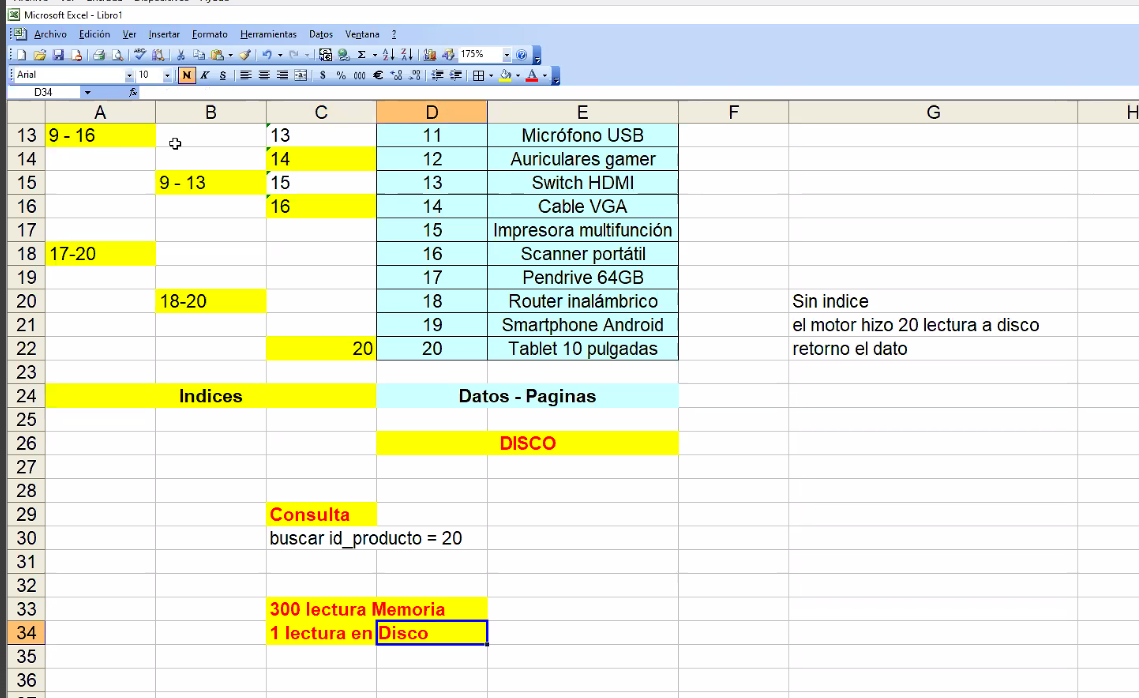 Microsoft Excel - Libro1
Archivo Edición Ver Insertar Formato Herramientas Datos Ventana ?
175%
Arial 10 N K S $ % 000 €
D34 fx
A B C D E F G H
13 9 - 16 13 11 Micrófono USB
14 14 12 Auriculares gamer
15 9 - 13 15 13 Switch HDMI
16 16 14 Cable VGA
17 15 Impresora multifunción
18 17-20 16 Scanner portátil
19 17 Pendrive 64GB
20 18-20 18 Router inalámbrico Sin indice
21 19 Smartphone Android el motor hizo 20 lectura a disco
22 20 20 Tablet 10 pulgadas retorno el dato
23
24 Indices Datos - Paginas
25
26 DISCO
27
28
29 Consulta
30 buscar id_producto = 20
31
32
33 300 lectura Memoria
34 1 lectura en Disco
35
36